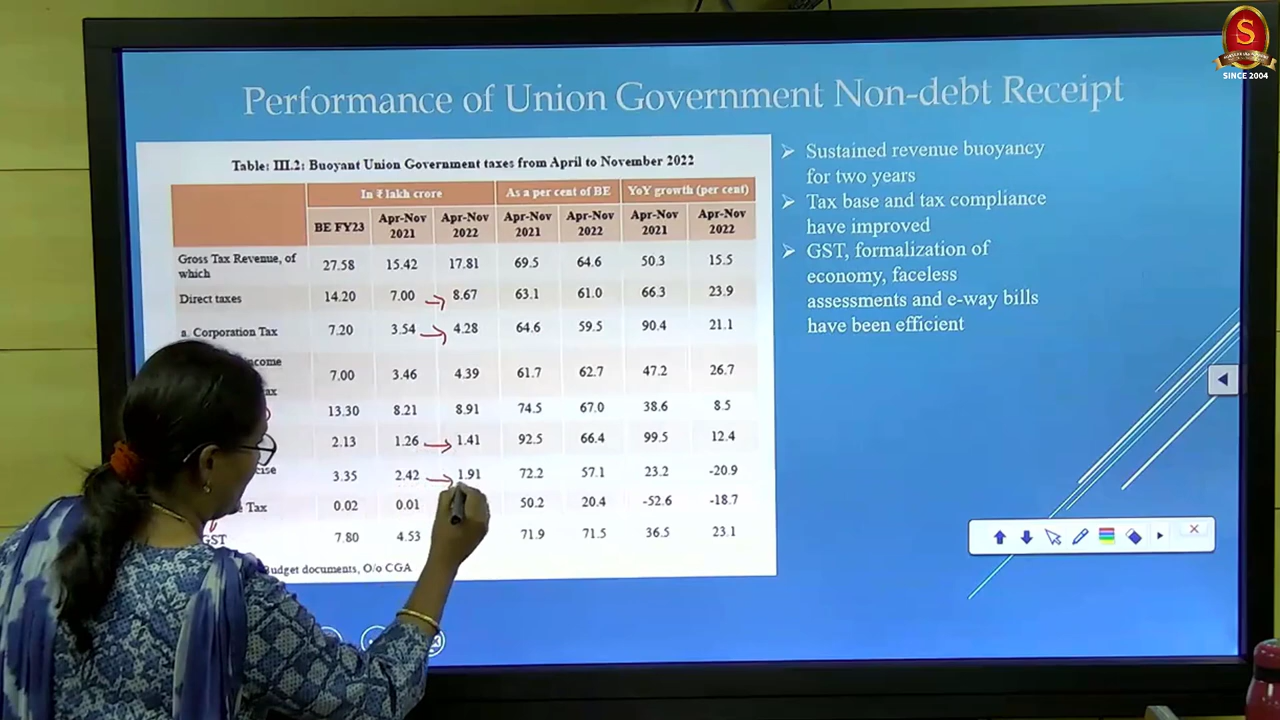 SINCE 2004
Performance of Union Government Non-debt Receipt
Table: III.2: Buoyant Union Government taxes from April to November 2022
In ₹ lakh crore As a per cent of BE YoY growth (per cent)
BE FY23 Apr-Nov 2021 Apr-Nov 2022 Apr-Nov 2021 Apr-Nov 2022 Apr-Nov 2021 Apr-Nov 2022
Gross Tax Revenue, of which 27.58 15.42 17.81 69.5 64.6 50.3 15.5
Direct taxes 14.20 7.00 8.67 63.1 61.0 66.3 23.9
a. Corporation Tax 7.20 3.54 4.28 64.6 59.5 90.4 21.1
7.00 3.46 4.39 61.7 62.7 47.2 26.7
13.30 8.21 8.91 74.5 67.0 38.6 8.5
2.13 1.26 1.41 92.5 66.4 99.5 12.4
3.35 2.42 1.91 72.2 57.1 23.2 -20.9
Tax 0.02 0.01 50.2 20.4 -52.6 -18.7
GST 7.80 4.53 71.9 71.5 36.5 23.1
Budget documents, O/o CGA
Sustained revenue buoyancy
for two years
Tax base and tax compliance
have improved
GST, formalization of
economy, faceless
assessments and e-way bills
have been efficient